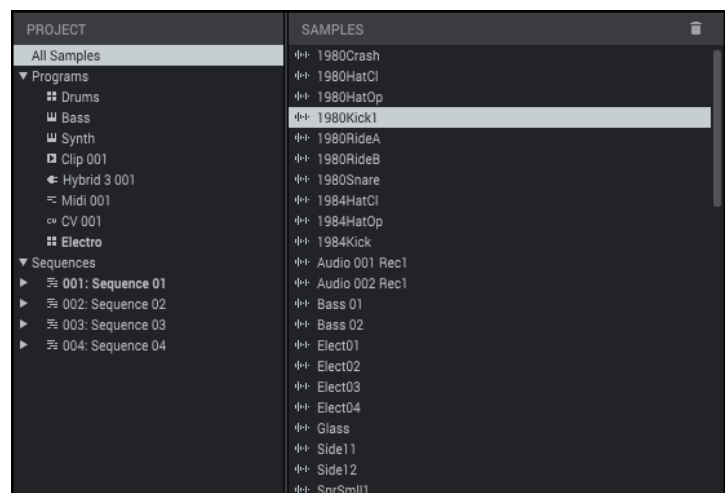 PROJECT
All Samples
Programs
Drums
Bass
Synth
Clip 001
Hybrid 3 001
Midi 001
CV CV 001
Electro
Sequences
001: Sequence 01
002: Sequence 02
003: Sequence 03
004: Sequence 04
SAMPLES
1980Crash
1980HatCl
1980HatOp
1980Kick1
1980RideA
1980RideB
1980Snare
1984HatCl
1984HatOp
1984Kick
Audio 001 Rec1
Audio 002 Rec1
Bass 01
Bass 02
Elect01
Elect02
Elect03
Elect04
Glass
Side11
Side12
SnrSmll1